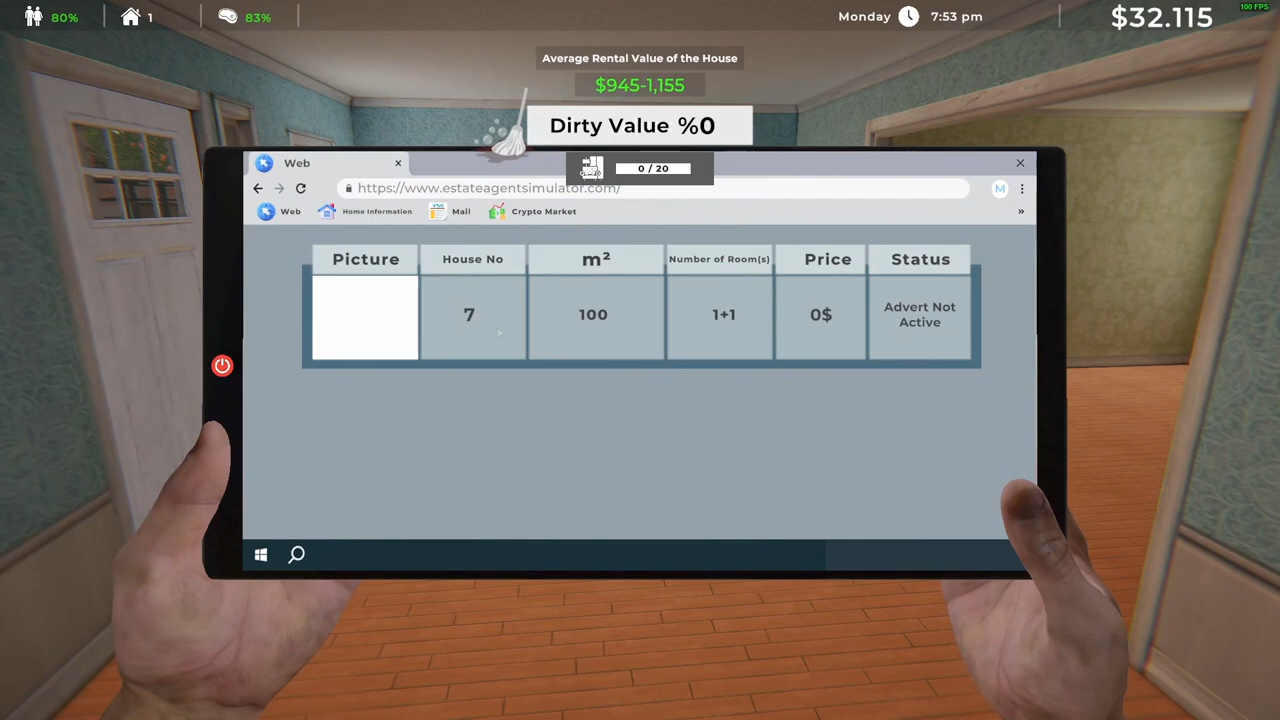 80%
1
83%
Monday
7:53 pm
$32.115
100 FPS
Average Rental Value of the House
$945-1,155
Dirty Value %0
0 / 20
Web
https://www.estateagentsimulator.com/
M
Web
Home Information
Mail
Crypto Market
»
Picture House No m² Number of Room(s) Price Status
7 100 1+1 0$ Advert Not
Active